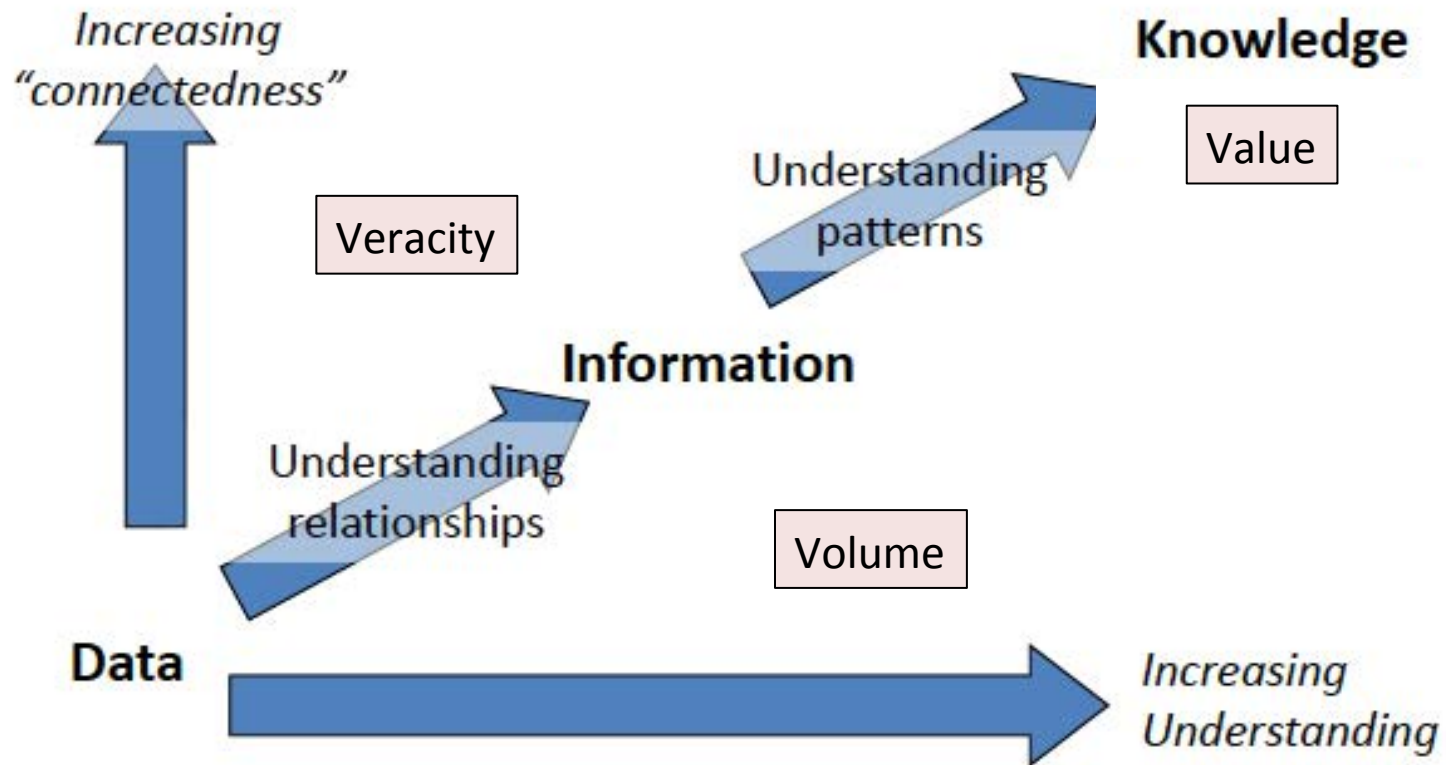 Increasing
“connectedness”
Knowledge
Value
Understanding
patterns
Veracity
Information
Understanding
relationships
Volume
Data
Increasing
Understanding